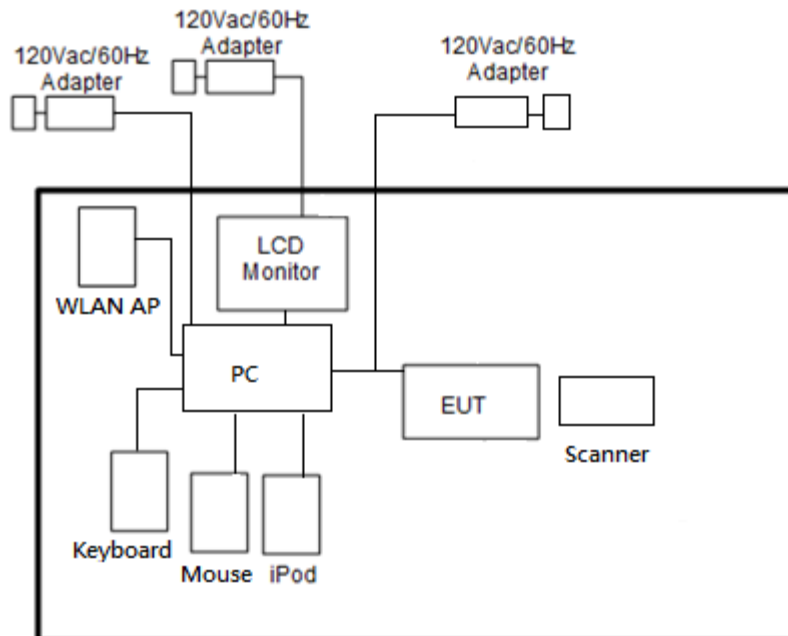 120Vac/60Hz
Adapter
120Vac/60Hz
Adapter
120Vac/60Hz
Adapter
LCD
Monitor
WLAN AP
PC
EUT
Scanner
Keyboard
Mouse
iPod